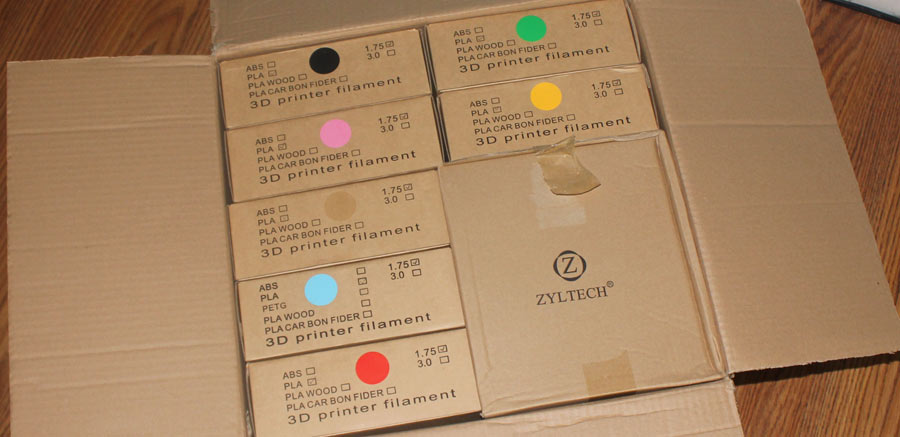 ABS
PLA
PLA WOOD
PLA CAR BON FIDER
1.75
3.0
3D printer filament
ABS
PLA
PLA WOOD
PLA CAR BON FIDER
1.75
3.0
3D printer filament
ABS
PLA
PLA WOOD
PLA CAR BON FIDER
1.75
3.0
3D printer filament
ABS
PLA
PLA WOOD
PLA CAR BON FIDER
1.75
3.0
3D printer filament
ABS
PLA
PLA WOOD
PLA CAR BON FIDER
1.75
3.0
3D printer filament
ABS
PLA
PETG
PLA WOOD
PLA CAR BON FIDER
1.75
3.0
3D printer filament
ABS
PLA
PLA WOOD
PLA CAR BON FIDER
1.75
3.0
3D printer filament
Z
ZYLTECH®